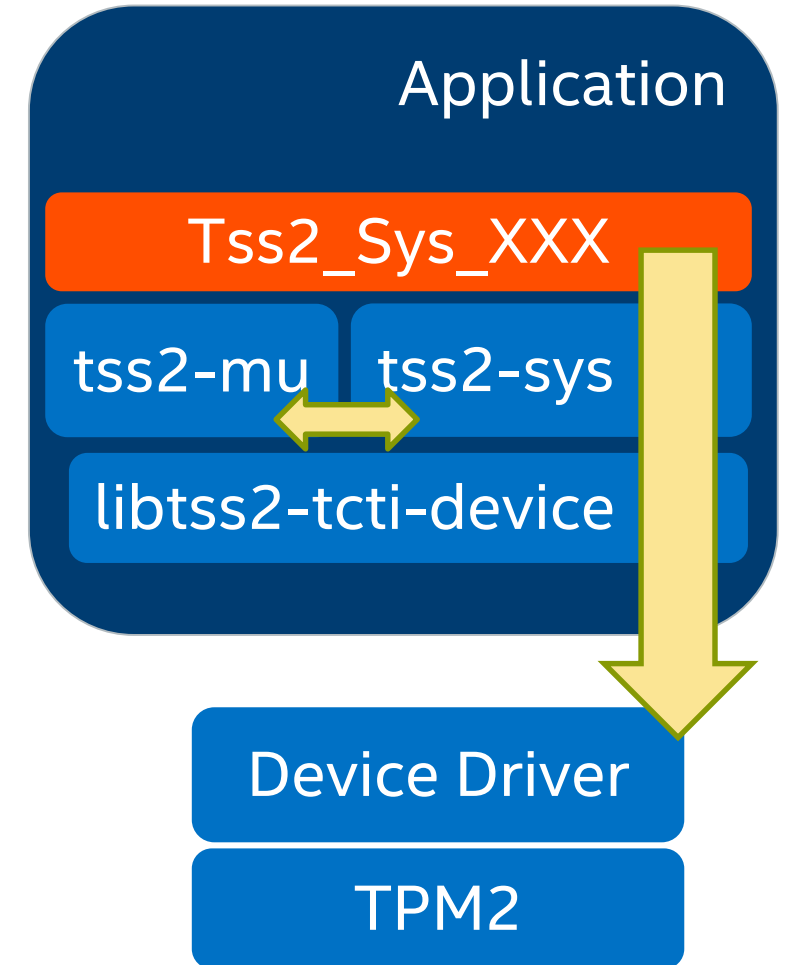 Application
Tss2_Sys_XXX
tss2-mu
tss2-sys
libtss2-tcti-device
Device Driver
TPM2